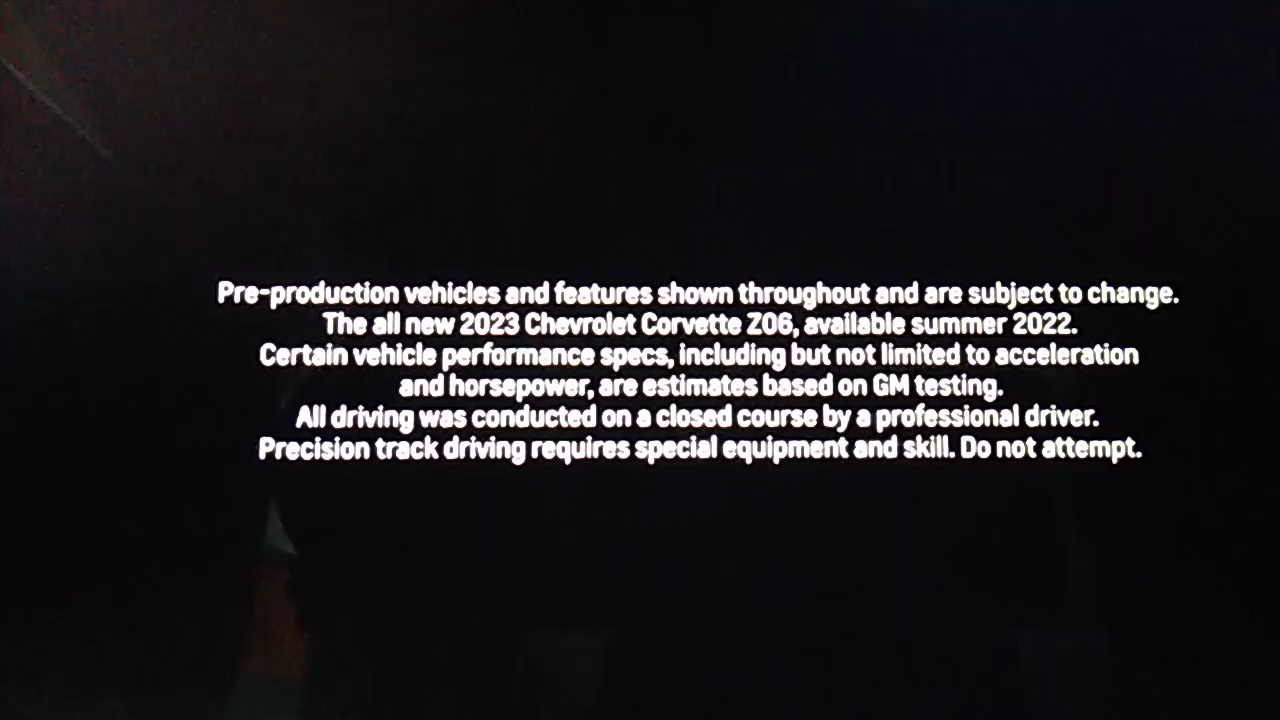 Pre-production vehicles and features shown throughout and are subject to change.
The all new 2023 Chevrolet Corvette Z06, available summer 2022.
Certain vehicle performance specs, including but not limited to acceleration
and horsepower, are estimates based on GM testing.
All driving was conducted on a closed course by a professional driver.
Precision track driving requires special equipment and skill. Do not attempt.